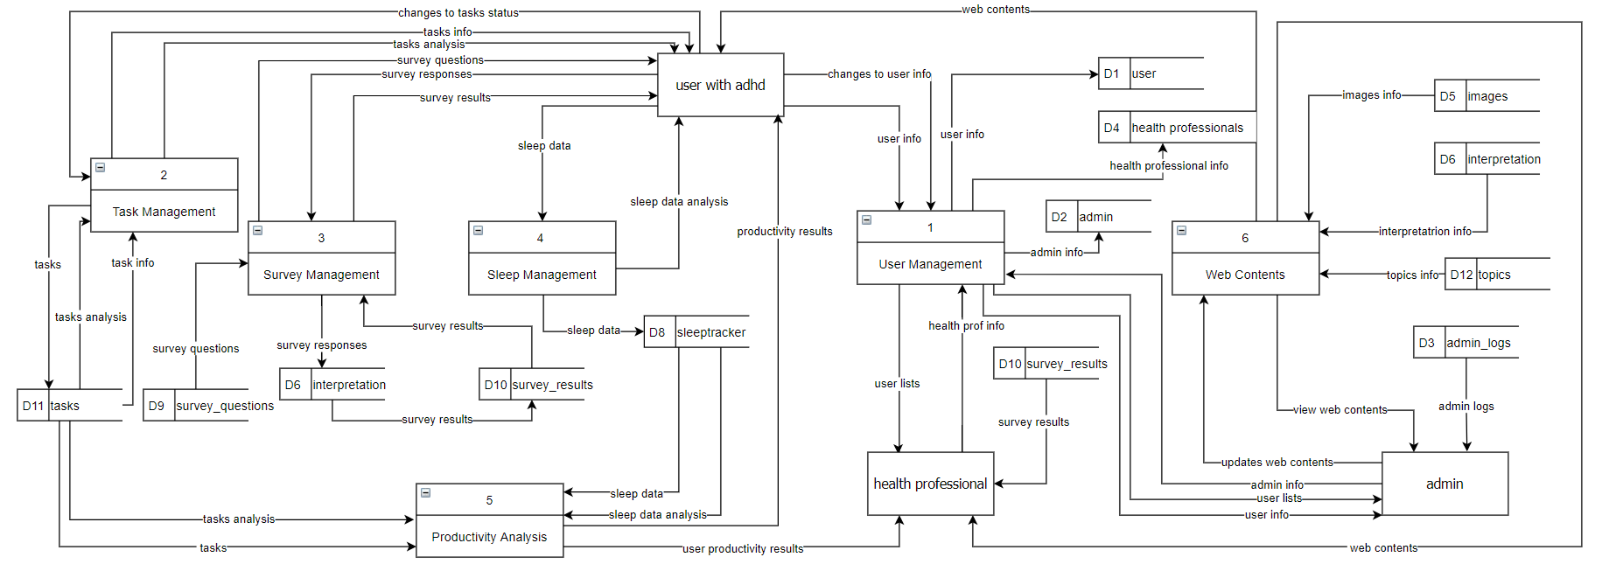 changes to tasks status
web contents
tasks info
tasks analysis
survey questions
survey responses
survey results
user with adhd
changes to user info
D1 user
D5 images
images info
D4 health professionals
user info
user info
sleep data
health professional info
D6 interpretation
2
Task Management
sleep data analysis
D2 admin
productivity results
3
Survey Management
4
Sleep Management
1
User Management
6
Web Contents
interpretatrion info
admin info
tasks
task info
topics info
D12 topics
tasks analysis
health prof info
survey results
sleep data
D8 sleeptracker
survey questions
survey responses
D3 admin_logs
D10 survey_results
D11 tasks
D9 survey_questions
D6 interpretation
D10 survey_results
user lists
survey results
survey results
view web contents
admin logs
updates web contents
health professional
admin
admin info
user lists
user info
5
Productivity Analysis
sleep data
sleep data analysis
tasks analysis
tasks
user productivity results
web contents